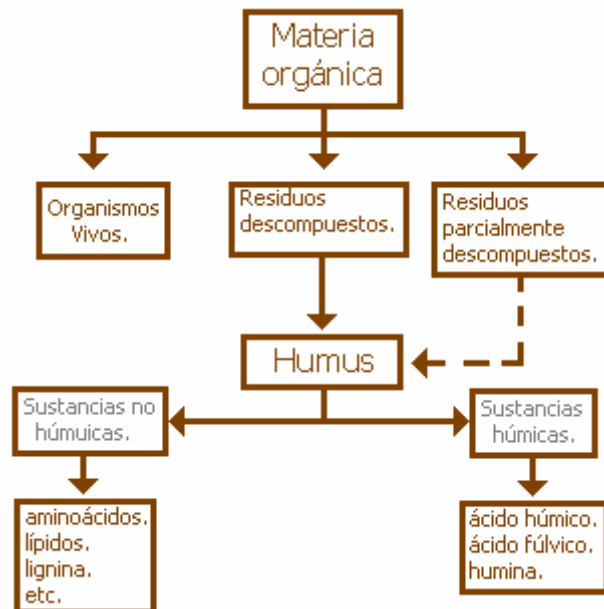 Materia
orgánica
Organismos
Vivos.
Residuos
descompuestos.
Residuos
parcialmente
descompuestos.
Humus
Sustancias no
húmuicas.
Sustancias
húmicas.
aminoácidos.
lípidos.
lignina.
etc.
ácido húmico.
ácido fúlvico.
humina.